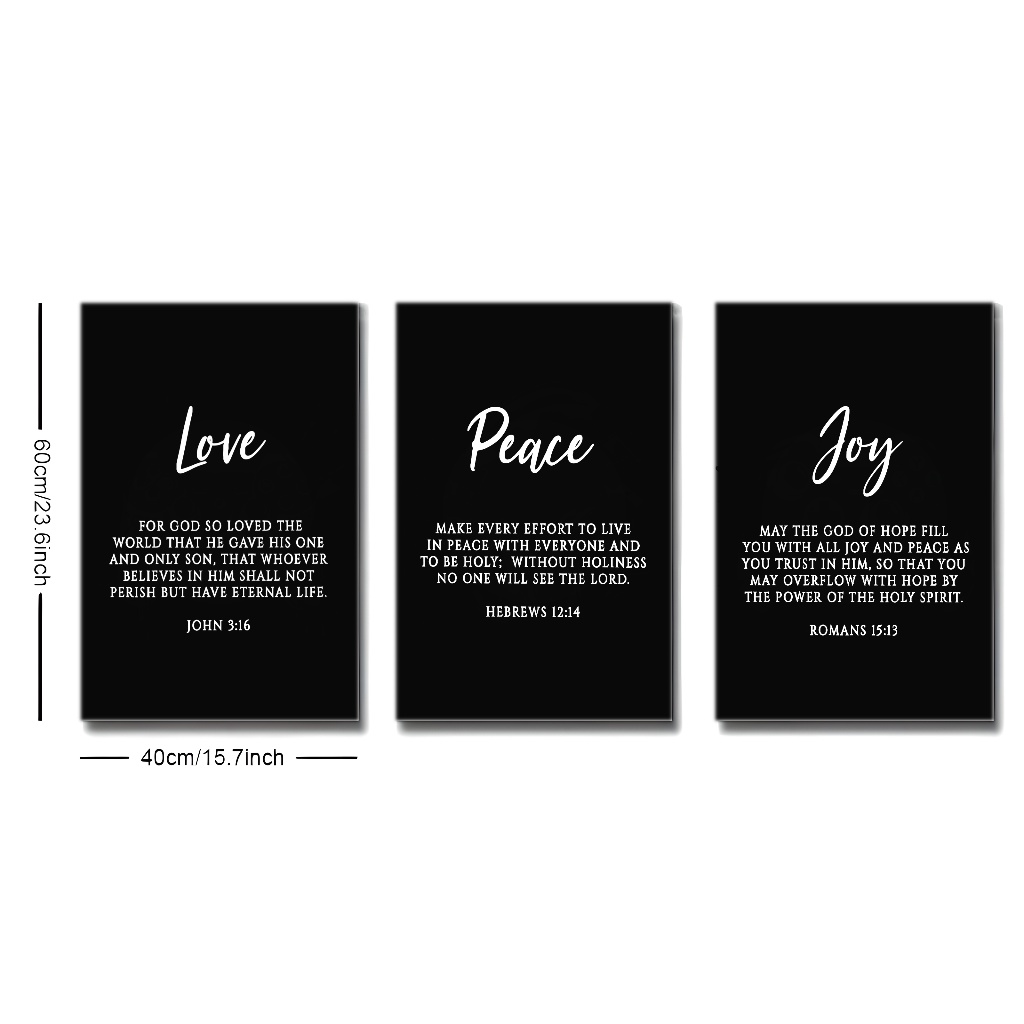 Love
FOR GOD SO LOVED THE
WORLD THAT HE GAVE HIS ONE
AND ONLY SON, THAT WHOEVER
BELIEVES IN HIM SHALL NOT
PERISH BUT HAVE ETERNAL LIFE.
JOHN 3:16
Peace
MAKE EVERY EFFORT TO LIVE
IN PEACE WITH EVERYONE AND
TO BE HOLY; WITHOUT HOLINESS
NO ONE WILL SEE THE LORD.
HEBREWS 12:14
Joy
MAY THE GOD OF HOPE FILL
YOU WITH ALL JOY AND PEACE AS
YOU TRUST IN HIM, SO THAT YOU
MAY OVERFLOW WITH HOPE BY
THE POWER OF THE HOLY SPIRIT.
ROMANS 15:13
60cm/23.6inch
40cm/15.7inch